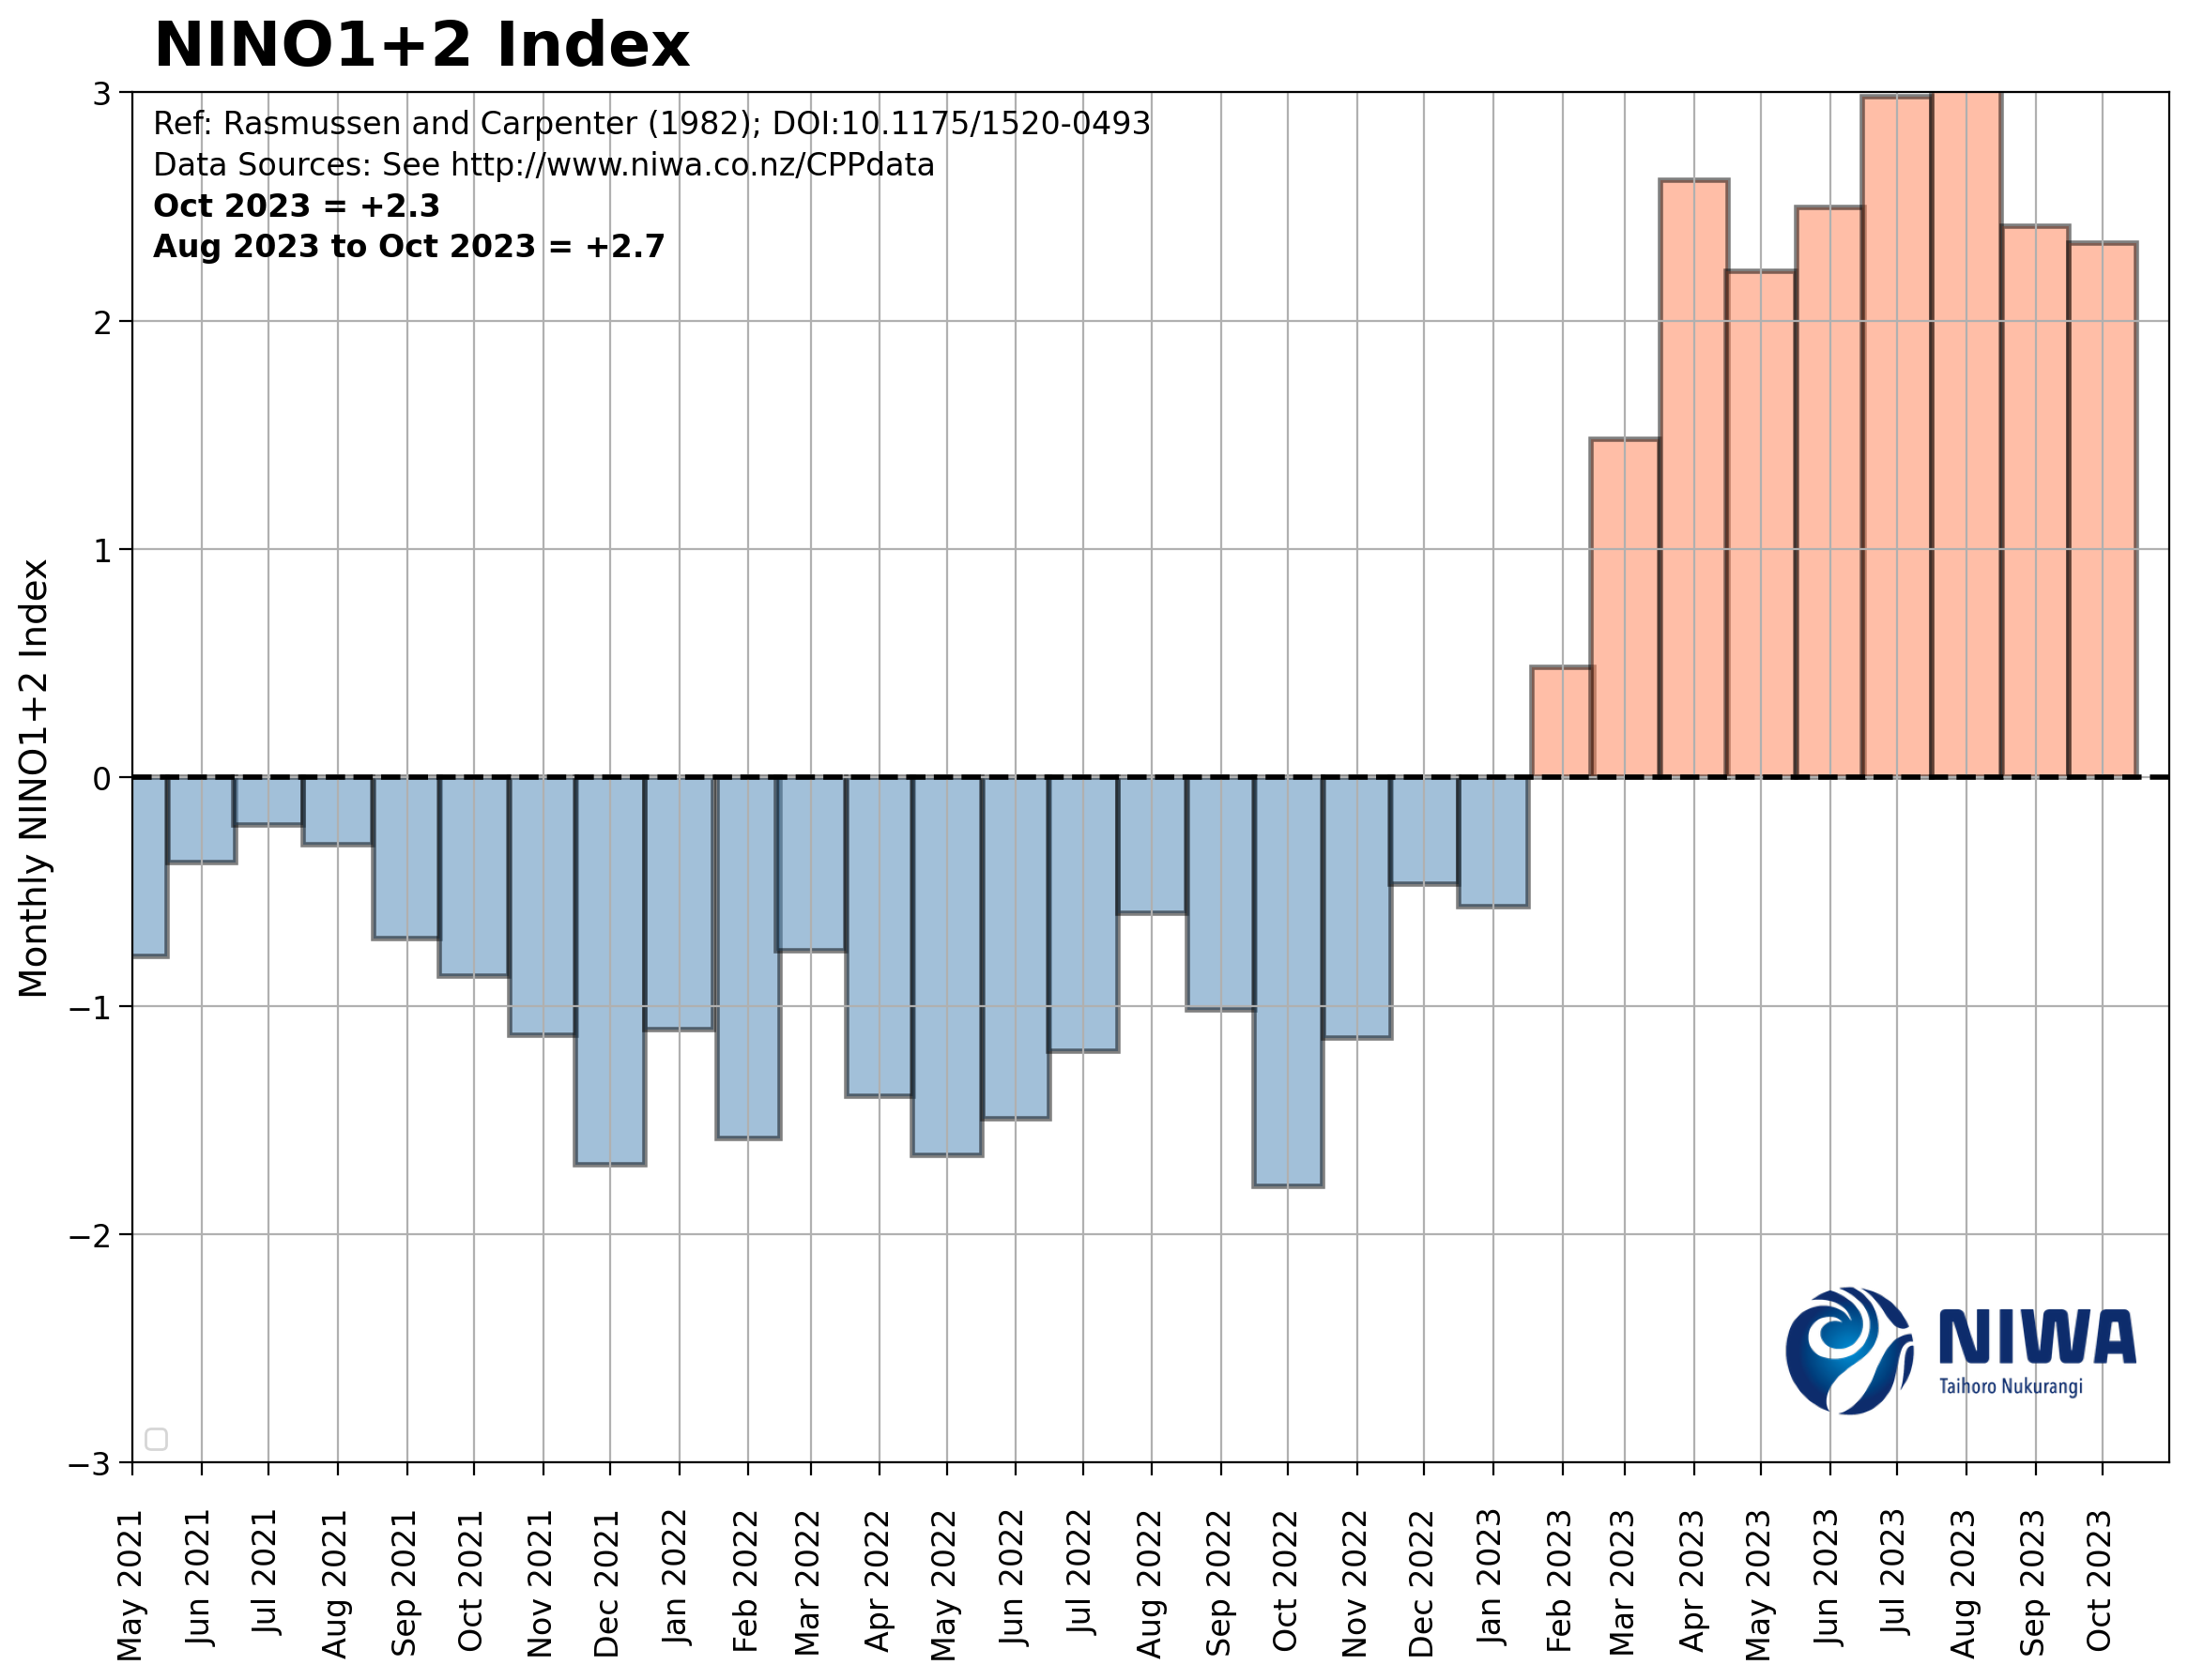 NINO1+2 Index
Ref: Rasmussen and Carpenter (1982); DOI:10.1175/1520-0493
Data Sources: See http://www.niwa.co.nz/CPPdata
Oct 2023 = +2.3
Aug 2023 to Oct 2023 = +2.7
Monthly NINO1+2 Index
3
2
1
0
−1
−2
−3
NIWA
Taihoro Nukurangi
May 2021
Jun 2021
Jul 2021
Aug 2021
Sep 2021
Oct 2021
Nov 2021
Dec 2021
Jan 2022
Feb 2022
Mar 2022
Apr 2022
May 2022
Jun 2022
Jul 2022
Aug 2022
Sep 2022
Oct 2022
Nov 2022
Dec 2022
Jan 2023
Feb 2023
Mar 2023
Apr 2023
May 2023
Jun 2023
Jul 2023
Aug 2023
Sep 2023
Oct 2023